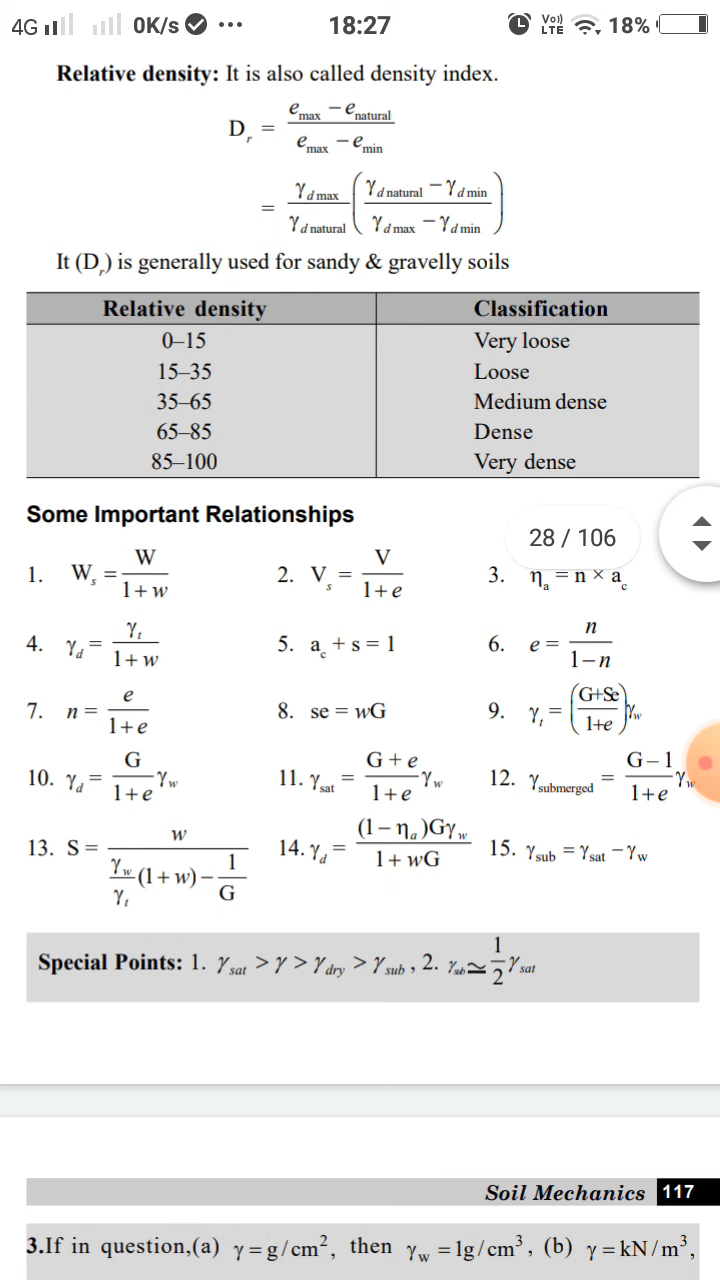 4G 0K/s ... 18:27 Vo)) LTE 18%
Relative density: It is also called density index.
D_r = (e_max − e_natural) / (e_max − e_min)
= (γ_d max / γ_d natural) ((γ_d natural − γ_d min) / (γ_d max − γ_d min))
It (D_r) is generally used for sandy & gravelly soils
Relative density Classification
0–15 Very loose
15–35 Loose
35–65 Medium dense
65–85 Dense
85–100 Very dense
Some Important Relationships
28 / 106
1. W_s = W / (1+w) 2. V_s = V / (1+e) 3. η_a = n × a_c
4. γ_d = γ_t / (1+w) 5. a_c + s = 1 6. e = n / (1−n)
7. n = e / (1+e) 8. se = wG 9. γ_t = ((G+Se) / (1+e)) γ_w
10. γ_d = G / (1+e) γ_w 11. γ_sat = (G+e) / (1+e) γ_w 12. γ_submerged = (G−1) / (1+e) γ_w
13. S = w / (γ_w / γ_t (1+w) − 1 / G) 14. γ_d = (1−η_a)Gγ_w / (1+wG) 15. γ_sub = γ_sat − γ_w
Special Points: 1. γ_sat > γ > γ_dry > γ_sub , 2. γ_sub ≃ 1/2 γ_sat
Soil Mechanics 117
3.If in question,(a) γ = g/cm², then γ_w = lg/cm³, (b) γ = kN/m³,